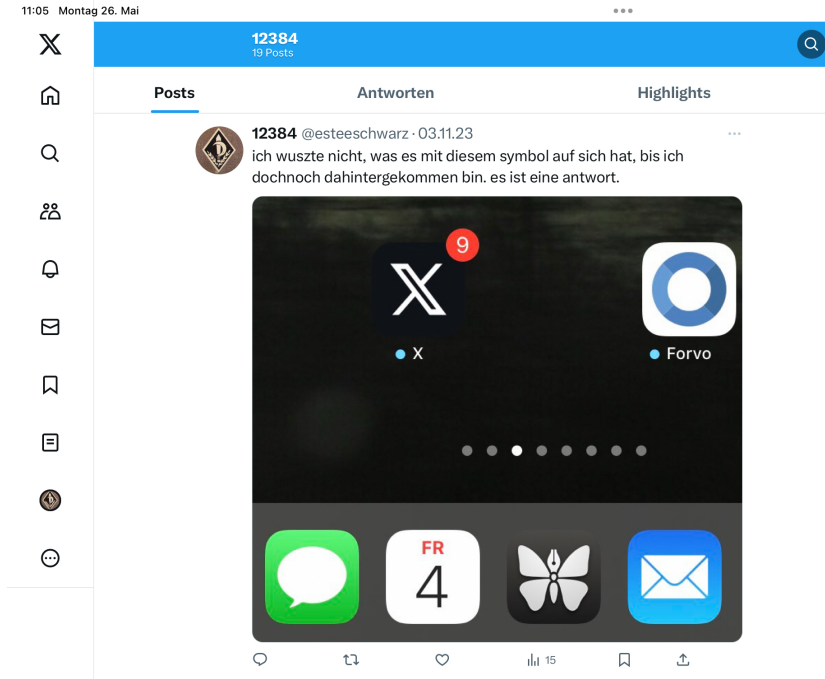 11:05 Montag 26. Mai
12384
19 Posts
Posts Antworten Highlights
12384 @esteeschwarz · 03.11.23
ich wuszte nicht, was es mit diesem symbol auf sich hat, bis ich
dochnoch dahintergekommen bin. es ist eine antwort.
9
X Forvo
FR
4
15